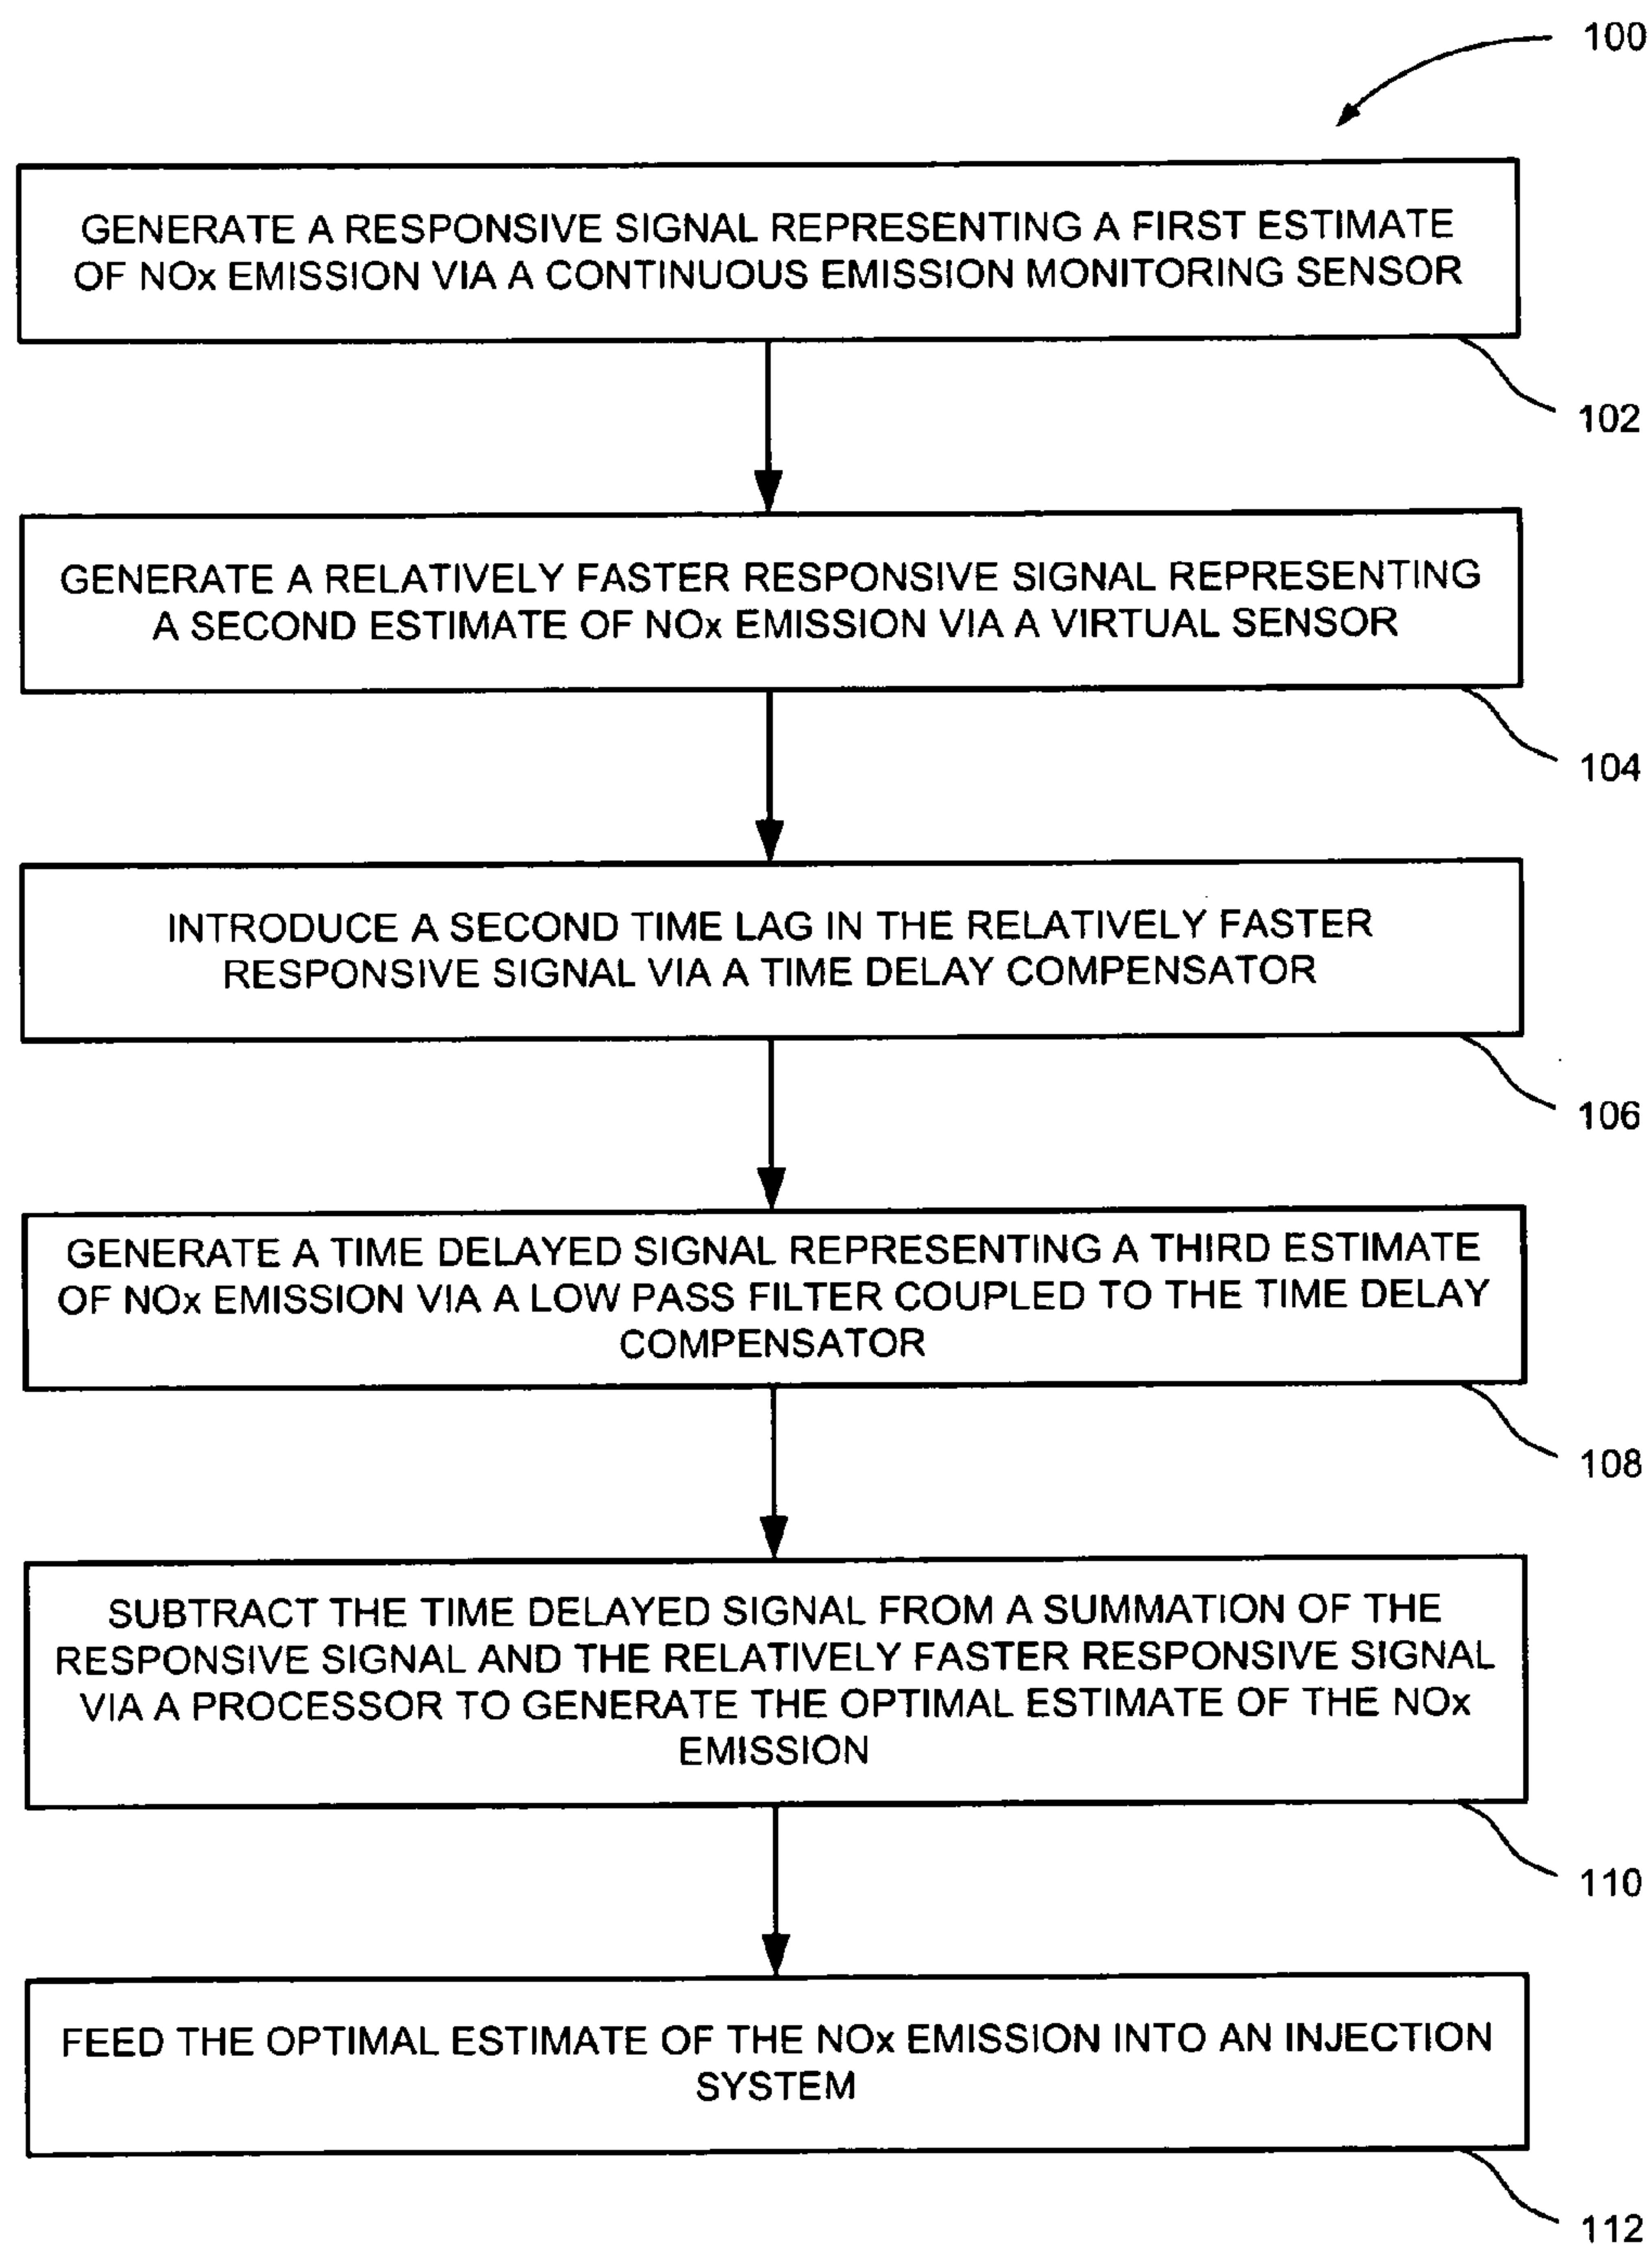 100
GENERATE A RESPONSIVE SIGNAL REPRESENTING A FIRST ESTIMATE
OF NOx EMISSION VIA A CONTINUOUS EMISSION MONITORING SENSOR
102
GENERATE A RELATIVELY FASTER RESPONSIVE SIGNAL REPRESENTING
A SECOND ESTIMATE OF NOx EMISSION VIA A VIRTUAL SENSOR
104
INTRODUCE A SECOND TIME LAG IN THE RELATIVELY FASTER
RESPONSIVE SIGNAL VIA A TIME DELAY COMPENSATOR
106
GENERATE A TIME DELAYED SIGNAL REPRESENTING A THIRD ESTIMATE
OF NOx EMISSION VIA A LOW PASS FILTER COUPLED TO THE TIME DELAY
COMPENSATOR
108
SUBTRACT THE TIME DELAYED SIGNAL FROM A SUMMATION OF THE
RESPONSIVE SIGNAL AND THE RELATIVELY FASTER RESPONSIVE SIGNAL
VIA A PROCESSOR TO GENERATE THE OPTIMAL ESTIMATE OF THE NOx
EMISSION
110
FEED THE OPTIMAL ESTIMATE OF THE NOx EMISSION INTO AN INJECTION
SYSTEM
112